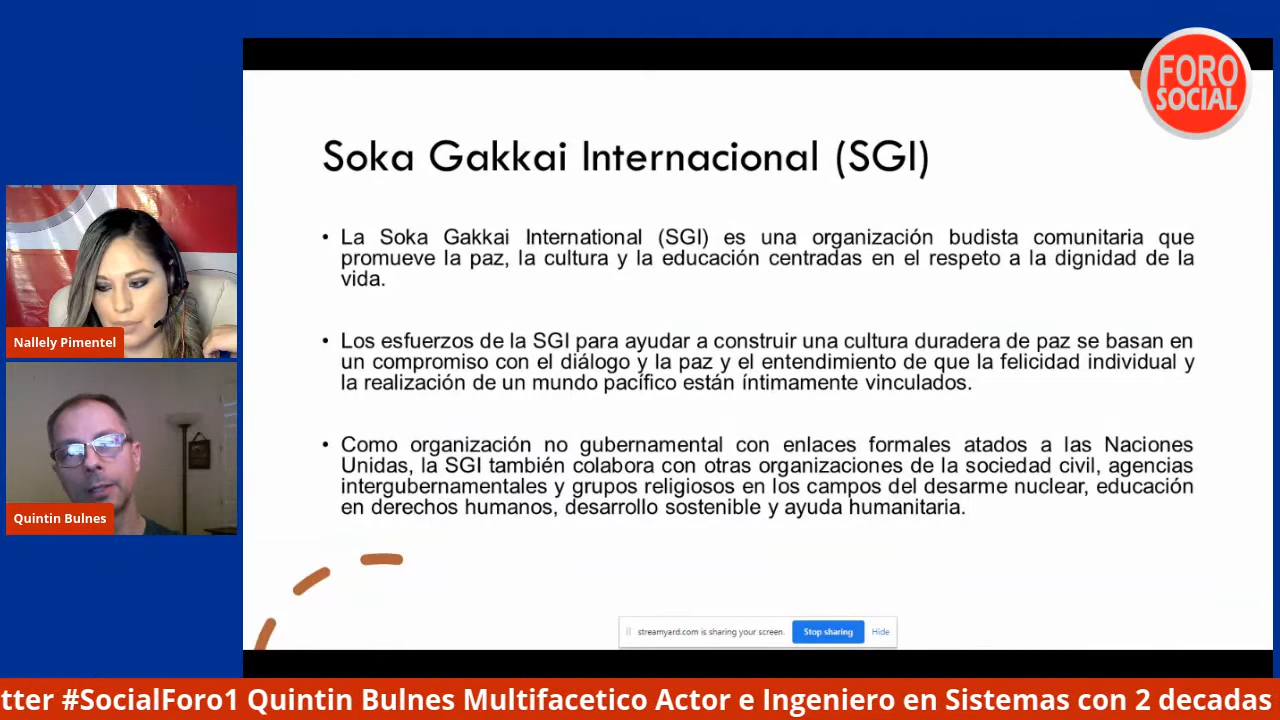 FORO
SOCIAL
Soka Gakkai Internacional (SGI)
• La Soka Gakkai International (SGI) es una organización budista comunitaria que
promueve la paz, la cultura y la educación centradas en el respeto a la dignidad de la
vida.
• Los esfuerzos de la SGI para ayudar a construir una cultura duradera de paz se basan en
un compromiso con el diálogo y la paz y el entendimiento de que la felicidad individual y
la realización de un mundo pacífico están íntimamente vinculados.
• Como organización no gubernamental con enlaces formales atados a las Naciones
Unidas, la SGI también colabora con otras organizaciones de la sociedad civil, agencias
intergubernamentales y grupos religiosos en los campos del desarme nuclear, educación
en derechos humanos, desarrollo sostenible y ayuda humanitaria.
Nallely Pimentel
Quintin Bulnes
streamyard.com is sharing your screen. Stop sharing Hide
tter #SocialForo1 Quintin Bulnes Multifacetico Actor e Ingeniero en Sistemas con 2 decadas